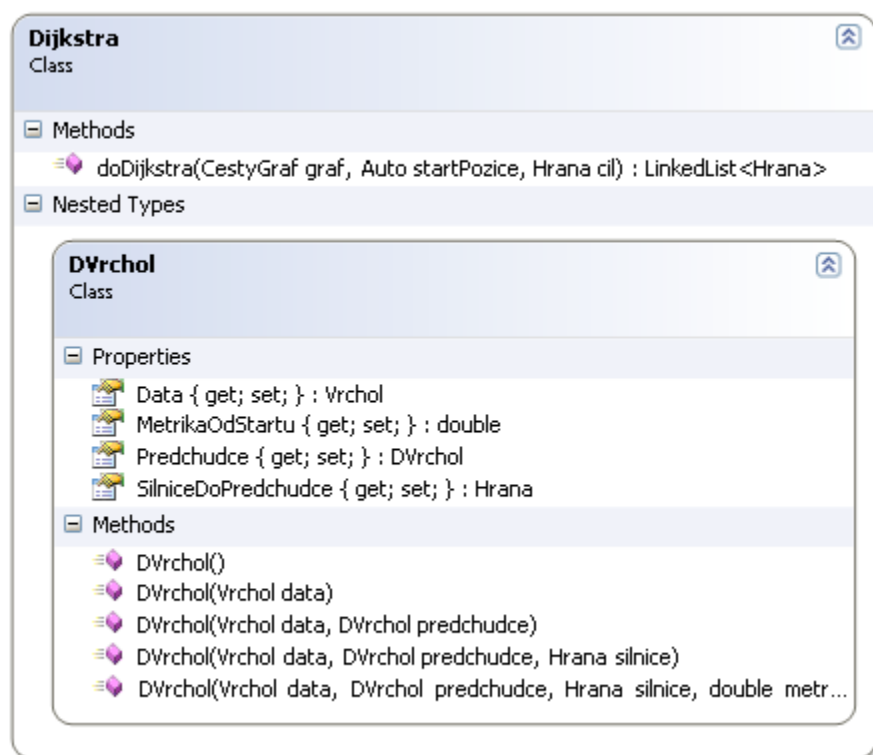 Dijkstra
Class
Methods
doDijkstra(CestyGraf graf, Auto startPozice, Hrana cil) : LinkedList<Hrana>
Nested Types
DVrchol
Class
Properties
Data { get; set; } : Vrchol
MetrikaOdStartu { get; set; } : double
Predchudce { get; set; } : DVrchol
SilniceDoPredchudce { get; set; } : Hrana
Methods
DVrchol()
DVrchol(Vrchol data)
DVrchol(Vrchol data, DVrchol predchudce)
DVrchol(Vrchol data, DVrchol predchudce, Hrana silnice)
DVrchol(Vrchol data, DVrchol predchudce, Hrana silnice, double metr...